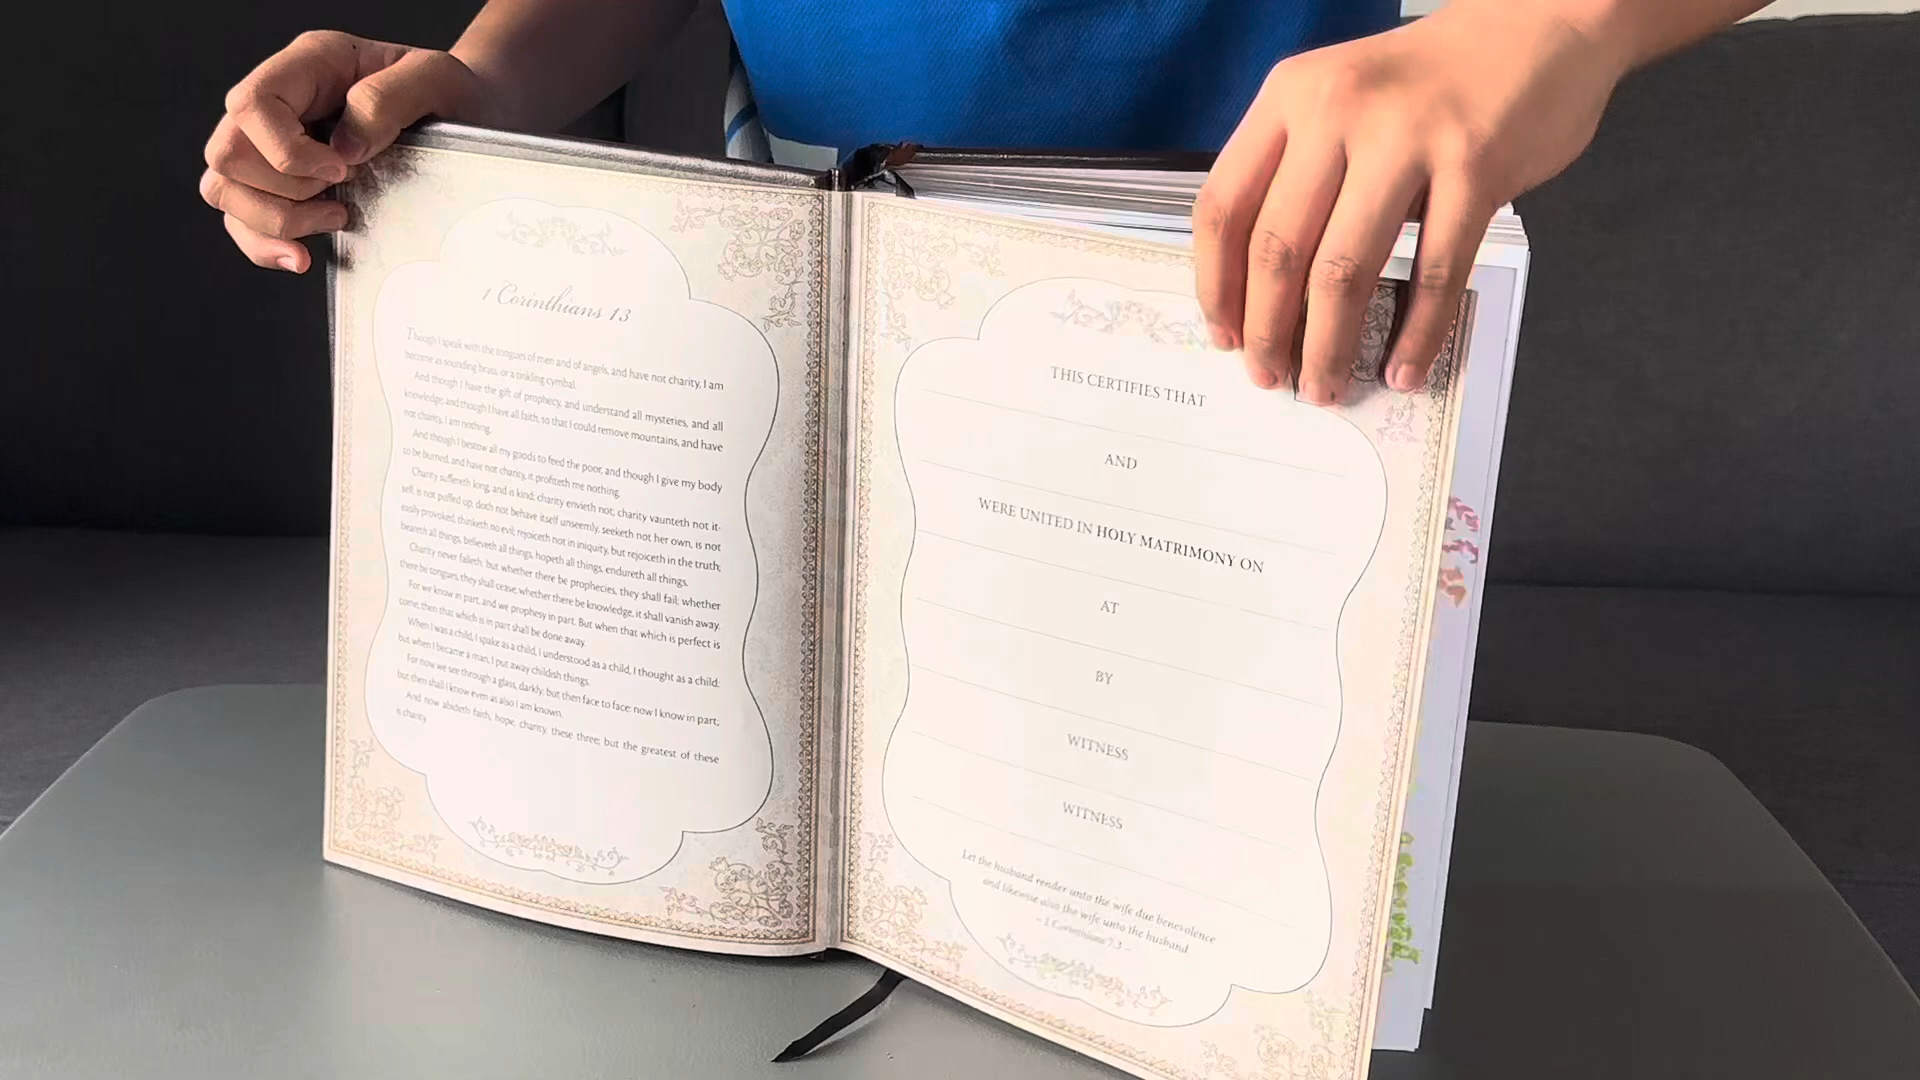 1 Corinthians 13
Though I speak with the tongues of men and of angels, and have not charity, I am
become as sounding brass, or a tinkling cymbal.
And though I have the gift of prophecy, and understand all mysteries, and all
knowledge; and though I have all faith, so that I could remove mountains, and have
not charity, I am nothing.
And though I bestow all my goods to feed the poor, and though I give my body
to be burned, and have not charity, it profiteth me nothing.
Charity suffereth long, and is kind; charity envieth not; charity vaunteth not it-
self, is not puffed up, doth not behave itself unseemly, seeketh not her own, is not
easily provoked, thinketh no evil; rejoiceth not in iniquity, but rejoiceth in the truth;
beareth all things, believeth all things, hopeth all things, endureth all things.
Charity never faileth: but whether there be prophecies, they shall fail; whether
there be tongues, they shall cease; whether there be knowledge, it shall vanish away.
For we know in part, and we prophesy in part. But when that which is perfect is
come, then that which is in part shall be done away.
When I was a child, I spake as a child, I understood as a child, I thought as a child:
but when I became a man, I put away childish things.
For now we see through a glass, darkly; but then face to face: now I know in part;
but then shall I know even as also I am known.
And now abideth faith, hope, charity, these three; but the greatest of these
is charity.
THIS CERTIFIES THAT
AND
WERE UNITED IN HOLY MATRIMONY ON
AT
BY
WITNESS
WITNESS
Let the husband render unto the wife due benevolence
and likewise also the wife unto the husband
~ 1 Corinthians 7:3 ~